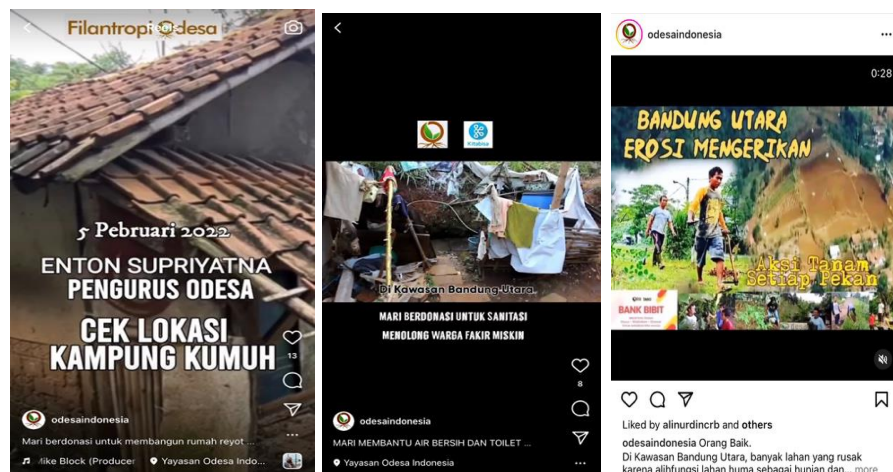 Filantropi Odesa
Reels
5 Pebruari 2022
ENTON SUPRIYATNA
PENGURUS ODESA
CEK LOKASI
KAMPUNG KUMUH
13
odesaindonesia
Mari berdonasi untuk membangun rumah reyot ...
Mike Block (Producer
Yayasan Odesa Indo...
Kitabisa
Di Kawasan Bandung Utara.
MARI BERDONASI UNTUK SANITASI
MENOLONG WARGA FAKIR MISKIN
8
odesaindonesia
MARI MEMBANTU AIR BERSIH DAN TOILET ...
Yayasan Odesa Indonesia
odesaindonesia
0:28
BANDUNG UTARA
EROSI MENGERIKAN
Aksi Tanam
Setiap Pekan
BANK BIBIT
Liked by alinurdincrb and others
odesaindonesia Orang Baik.
Di Kawasan Bandung Utara, banyak lahan yang rusak
karena alihfungsi lahan huma sebagai hunian dan... more